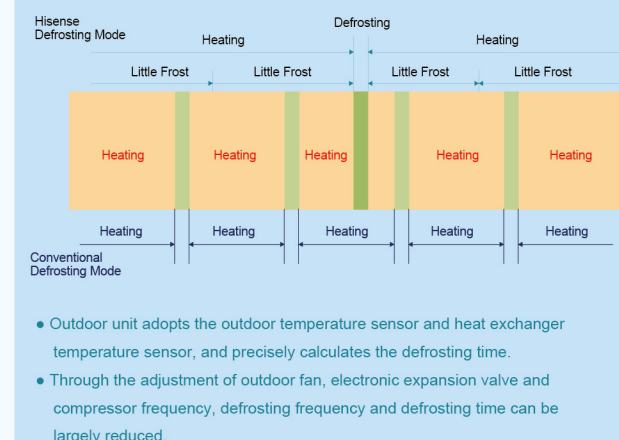 Hisense
Defrosting Mode
Defrosting
Heating
Heating
Little Frost
Little Frost
Little Frost
Little Frost
Heating
Heating
Heating
Heating
Heating
Heating
Heating
Heating
Heating
Heating
Conventional
Defrosting Mode
● Outdoor unit adopts the outdoor temperature sensor and heat exchanger
temperature sensor, and precisely calculates the defrosting time.
● Through the adjustment of outdoor fan, electronic expansion valve and
compressor frequency, defrosting frequency and defrosting time can be
largely reduced.